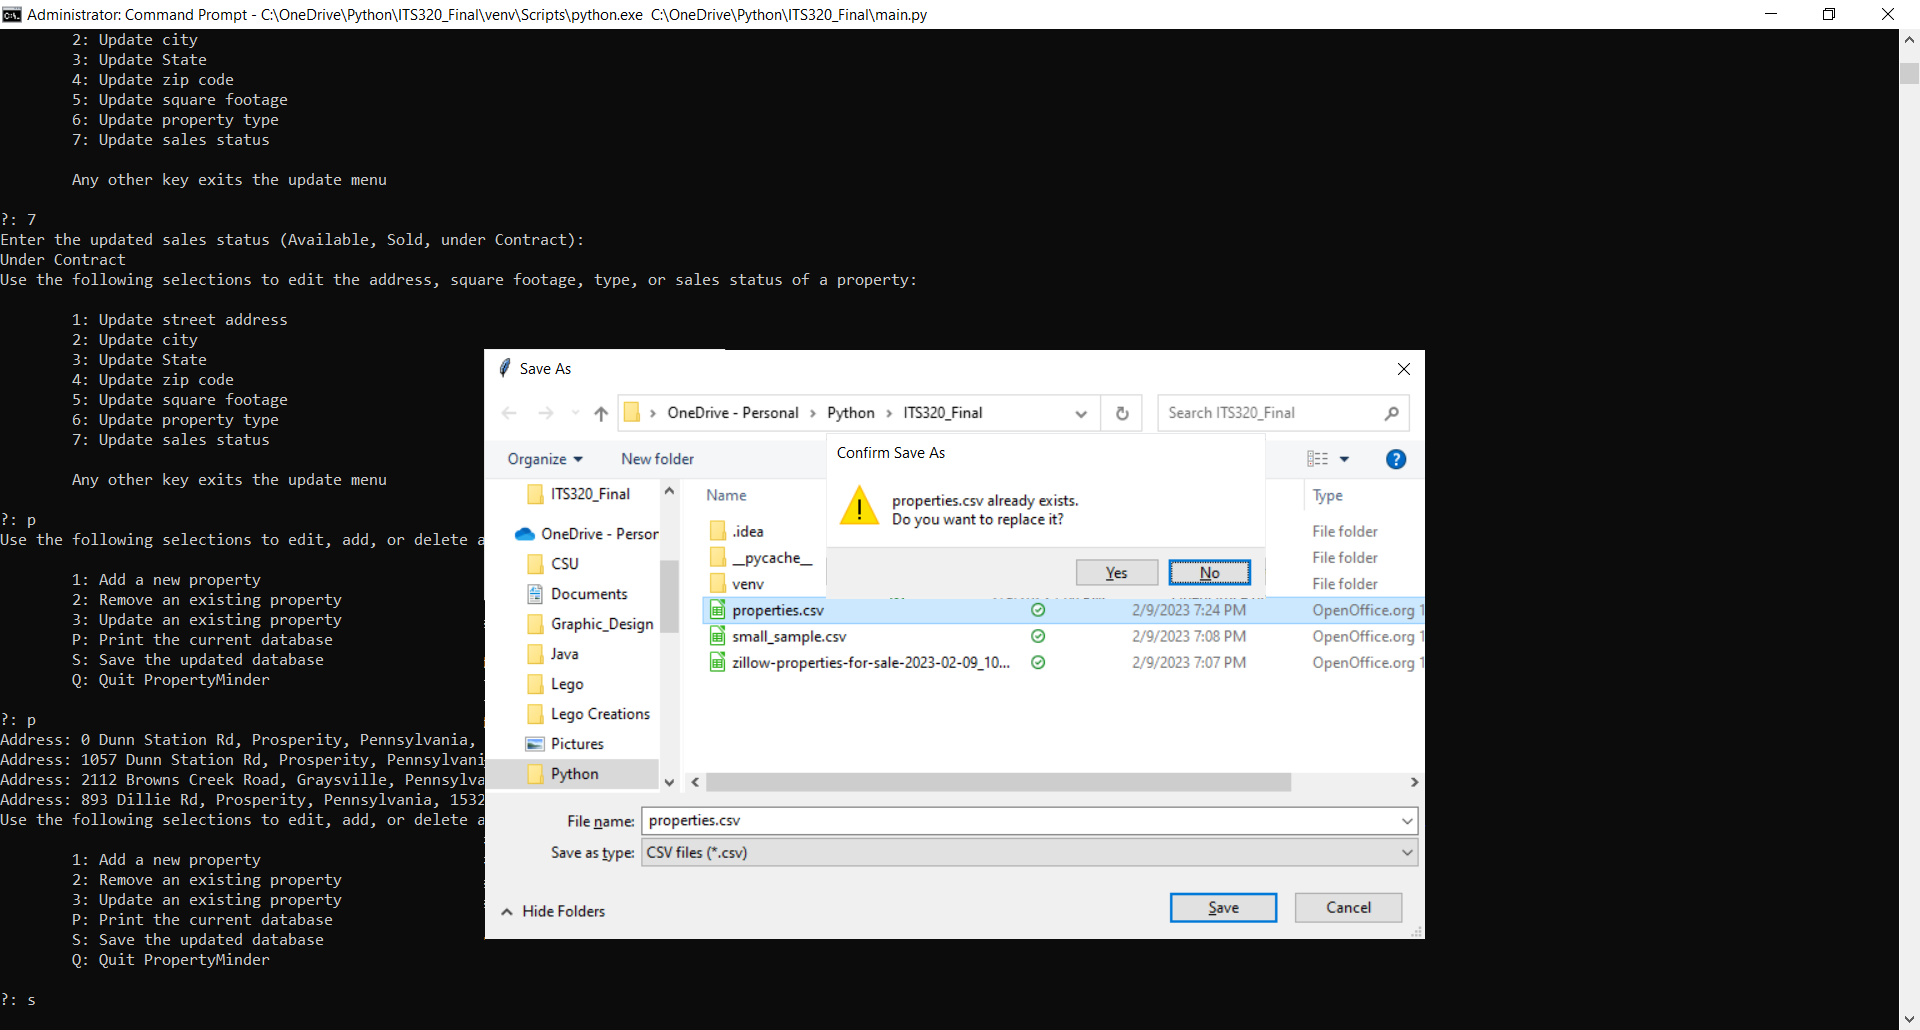 Administrator: Command Prompt - C:\OneDrive\Python\ITS320_Final\venv\Scripts\python.exe C:\OneDrive\Python\ITS320_Final\main.py
2: Update city
3: Update State
4: Update zip code
5: Update square footage
6: Update property type
7: Update sales status
Any other key exits the update menu
?: 7
Enter the updated sales status (Available, Sold, under Contract):
Under Contract
Use the following selections to edit the address, square footage, type, or sales status of a property:
1: Update street address
2: Update city
3: Update State
4: Update zip code
5: Update square footage
6: Update property type
7: Update sales status
Any other key exits the update menu
?: p
Use the following selections to edit, add, or delete a
1: Add a new property
2: Remove an existing property
3: Update an existing property
P: Print the current database
S: Save the updated database
Q: Quit PropertyMinder
?: p
Address: 0 Dunn Station Rd, Prosperity, Pennsylvania,
Address: 1057 Dunn Station Rd, Prosperity, Pennsylvani
Address: 2112 Browns Creek Road, Graysville, Pennsylva
Address: 893 Dillie Rd, Prosperity, Pennsylvania, 1532
Use the following selections to edit, add, or delete a
1: Add a new property
2: Remove an existing property
3: Update an existing property
P: Print the current database
S: Save the updated database
Q: Quit PropertyMinder
?: s
Save As
OneDrive - Personal > Python > ITS320_Final
Search ITS320_Final
Organize
New folder
ITS320_Final
OneDrive - Person
CSU
Documents
Graphic_Design
Java
Lego
Lego Creations
Pictures
Python
Name
Type
.idea
File folder
__pycache__
File folder
venv
File folder
properties.csv 2/9/2023 7:24 PM OpenOffice.org 1
small_sample.csv 2/9/2023 7:08 PM OpenOffice.org 1
zillow-properties-for-sale-2023-02-09_10... 2/9/2023 7:07 PM OpenOffice.org 1
Confirm Save As
properties.csv already exists.
Do you want to replace it?
Yes
No
File name: properties.csv
Save as type: CSV files (*.csv)
Hide Folders
Save
Cancel